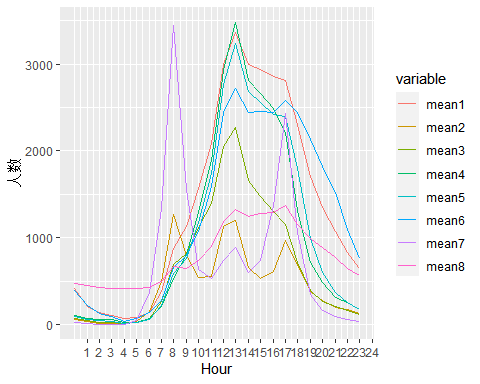 3000
2000
1000
0
人数
1 2 3 4 5 6 7 8 9 10 11 12 13 14 15 16 17 18 19 20 21 22 23 24
Hour
variable
mean1
mean2
mean3
mean4
mean5
mean6
mean7
mean8